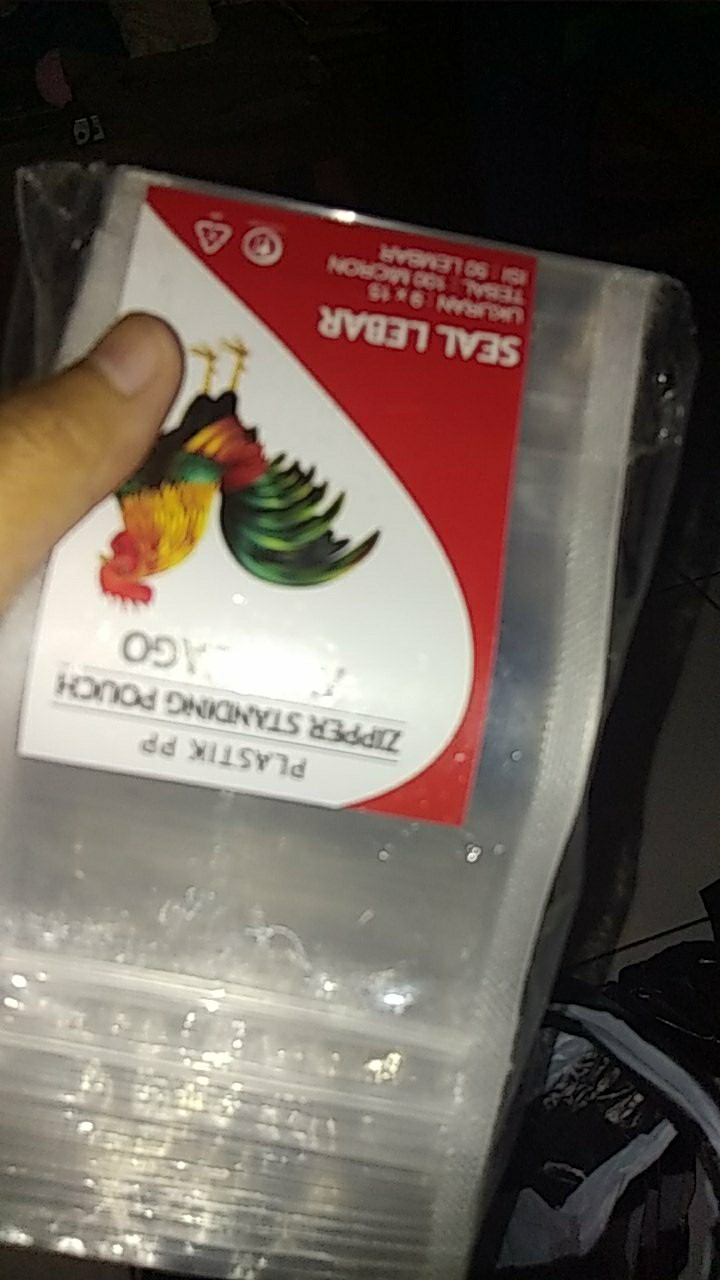 PLASTIK PP
ZIPPER STANDING POUCH
SEAL LEBAR
UKURAN : 9 x 15
TEBAL : 100 MICRON
ISI : 50 LEMBAR